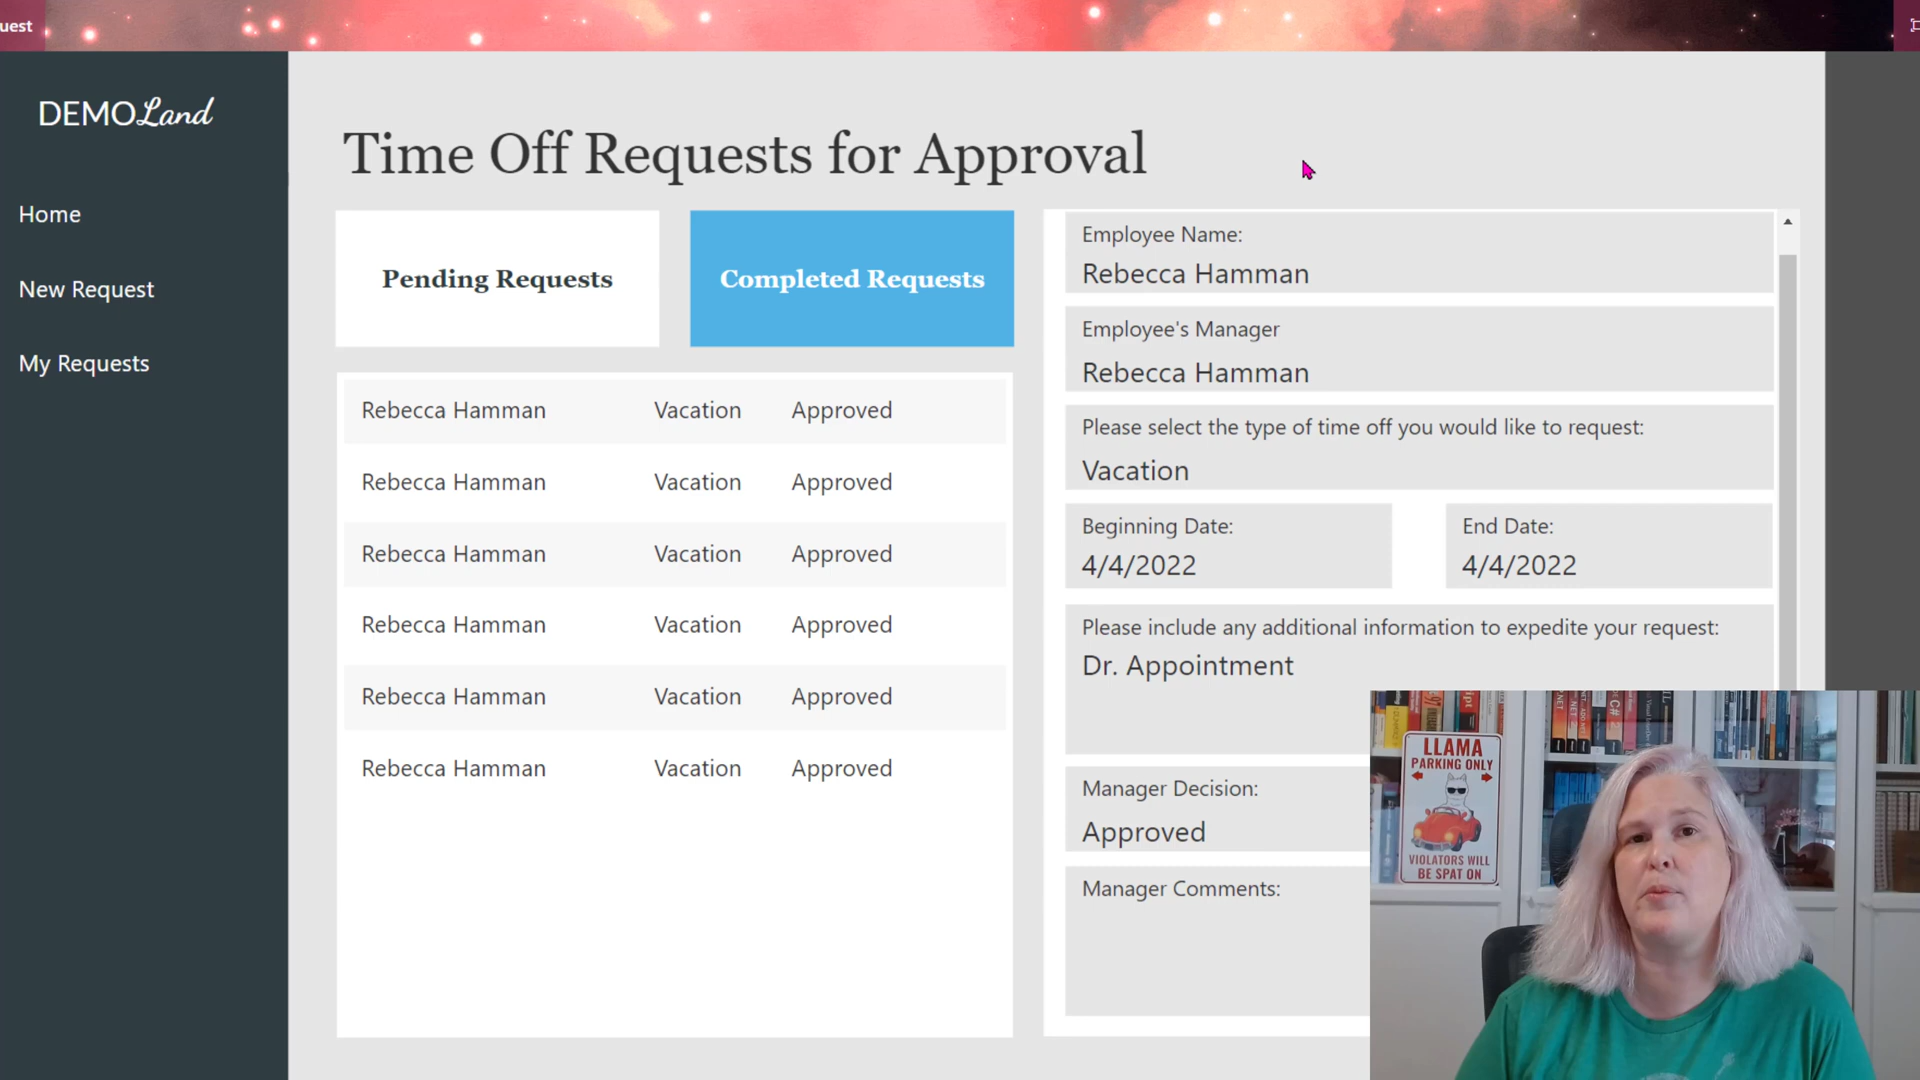 uest
DEMOLand
Home
New Request
My Requests
Time Off Requests for Approval
Pending Requests
Completed Requests
Rebecca Hamman Vacation Approved
Rebecca Hamman Vacation Approved
Rebecca Hamman Vacation Approved
Rebecca Hamman Vacation Approved
Rebecca Hamman Vacation Approved
Rebecca Hamman Vacation Approved
Employee Name:
Rebecca Hamman
Employee's Manager
Rebecca Hamman
Please select the type of time off you would like to request:
Vacation
Beginning Date:
4/4/2022
End Date:
4/4/2022
Please include any additional information to expedite your request:
Dr. Appointment
Manager Decision:
Approved
Manager Comments:
LLAMA
PARKING ONLY
VIOLATORS WILL
BE SPAT ON
C#